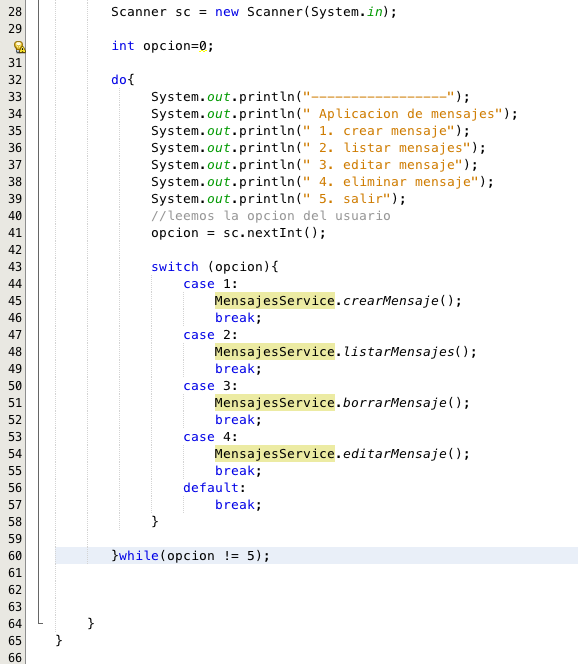 28 Scanner sc = new Scanner(System.in);
29
int opcion=0;
31
32 do{
33 System.out.println("-----------------");
34 System.out.println(" Aplicacion de mensajes");
35 System.out.println(" 1. crear mensaje");
36 System.out.println(" 2. listar mensajes");
37 System.out.println(" 3. editar mensaje");
38 System.out.println(" 4. eliminar mensaje");
39 System.out.println(" 5. salir");
40 //leemos la opcion del usuario
41 opcion = sc.nextInt();
42
43 switch (opcion){
44 case 1:
45 MensajesService.crearMensaje();
46 break;
47 case 2:
48 MensajesService.listarMensajes();
49 break;
50 case 3:
51 MensajesService.borrarMensaje();
52 break;
53 case 4:
54 MensajesService.editarMensaje();
55 break;
56 default:
57 break;
58 }
59
60 }while(opcion != 5);
61
62
63
64 }
65 }
66